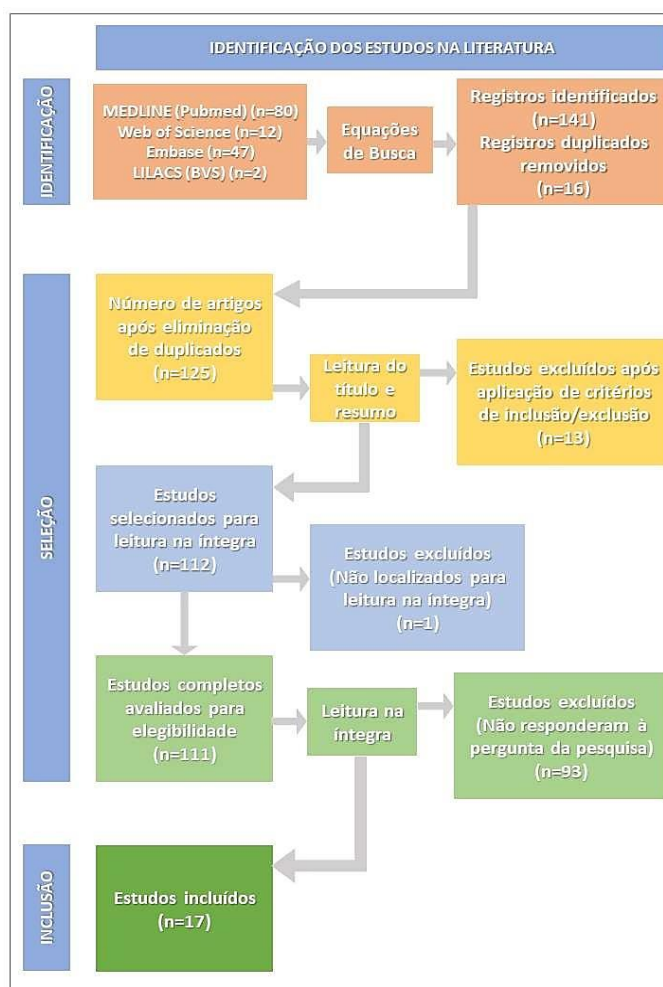 IDENTIFICAÇÃO DOS ESTUDOS NA LITERATURA
IDENTIFICAÇÃO
MEDLINE (Pubmed) (n=80)
Web of Science (n=12)
Embase (n=47)
LILACS (BVS) (n=2)
Equações
de Busca
Registros identificados
(n=141)
Registros duplicados
removidos
(n=16)
SELEÇÃO
Número de artigos
após eliminação
de duplicados
(n=125)
Leitura do
título e
resumo
Estudos excluídos após
aplicação de critérios
de inclusão/exclusão
(n=13)
Estudos
selecionados para
leitura na íntegra
(n=112)
Estudos excluídos
(Não localizados para
leitura na íntegra)
(n=1)
Estudos completos
avaliados para
elegibilidade
(n=111)
Leitura na
íntegra
Estudos excluídos
(Não responderam à
pergunta da pesquisa)
(n=93)
INCLUSÃO
Estudos incluídos
(n=17)